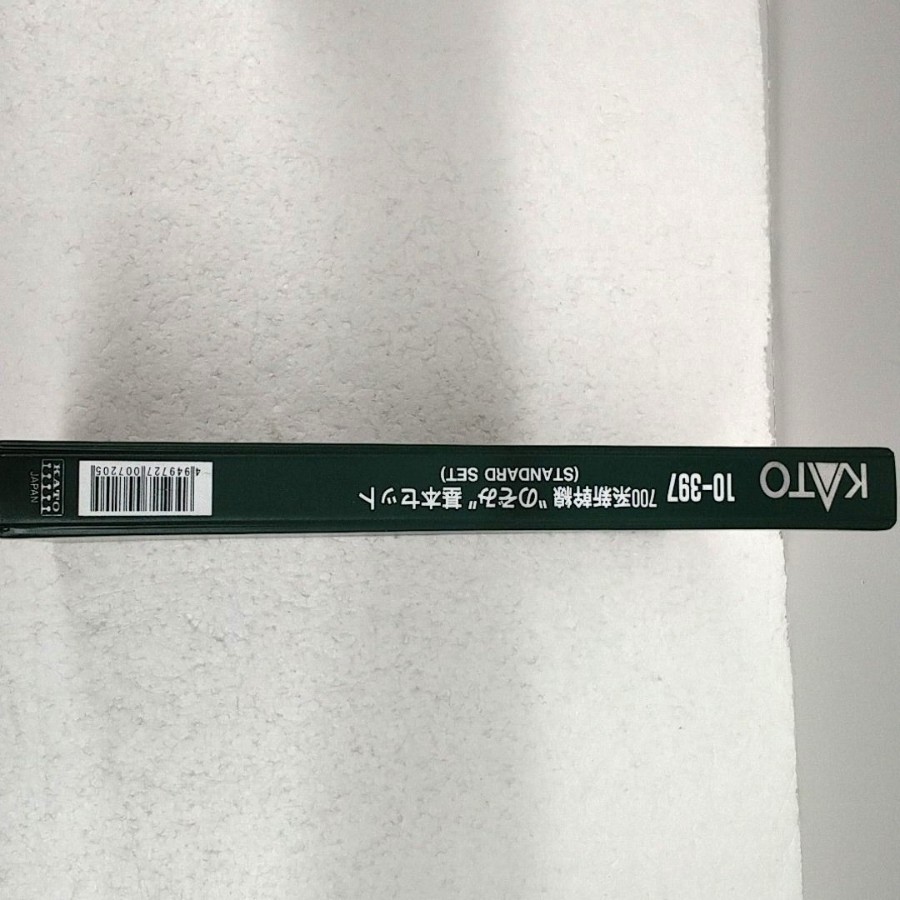 KATO
10-397
700系新幹線“のぞみ”基本セット
(STANDARD SET)
4949727007205
KATO
JAPAN